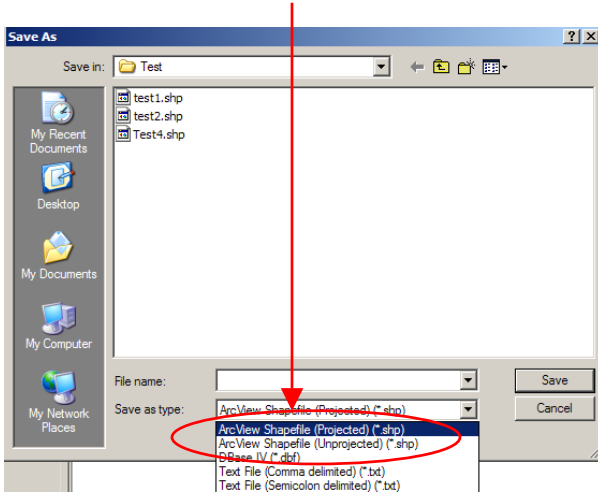 Save As
Save in: Test
test1.shp
test2.shp
Test4.shp
My Recent
Documents
Desktop
My Documents
My Computer
My Network
Places
File name:
Save
Save as type: ArcView Shapefile (Projected) (*.shp)
Cancel
ArcView Shapefile (Projected) (*.shp)
ArcView Shapefile (Unprojected) (*.shp)
DBase IV (*.dbf)
Text File (Comma delimited) (*.txt)
Text File (Semicolon delimited) (*.txt)